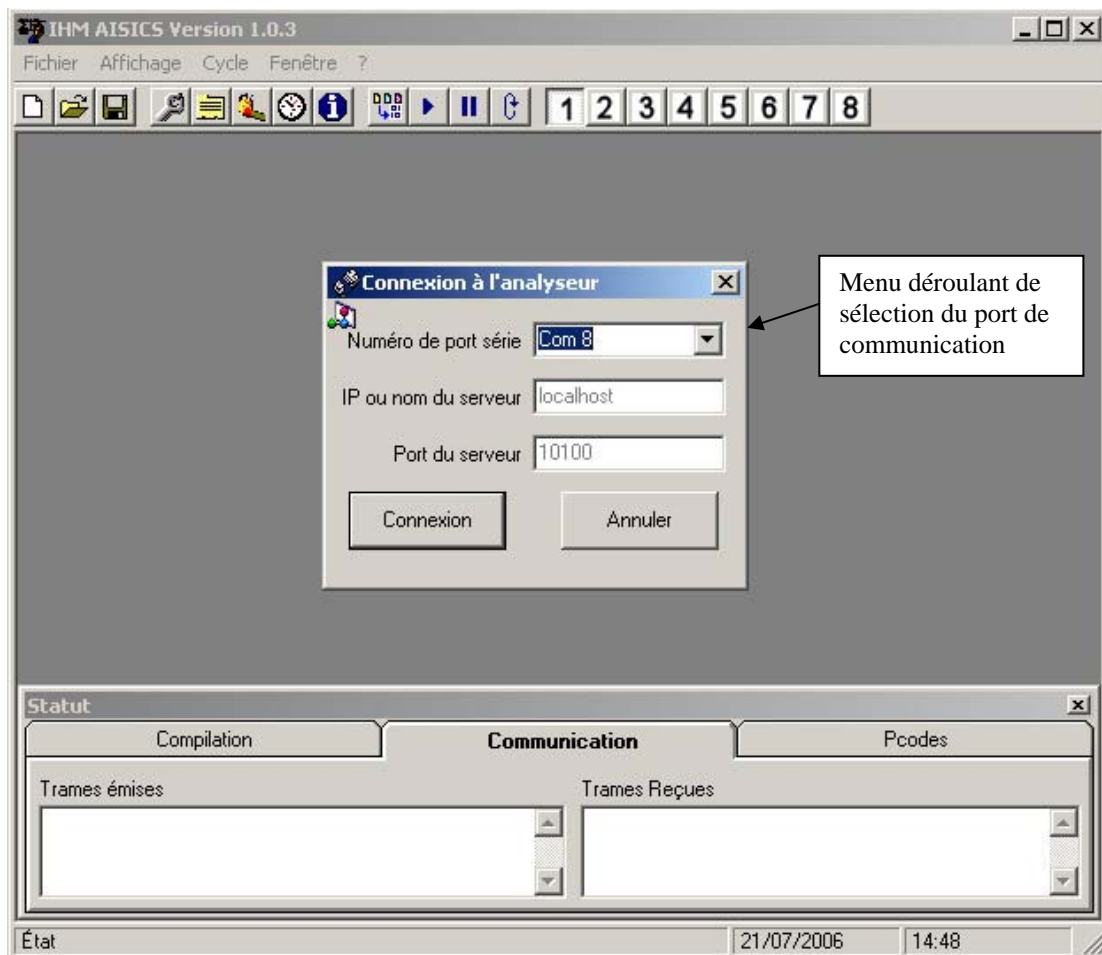 IHM AISICS Version 1.0.3
Fichier Affichage Cycle Fenêtre ?
1 2 3 4 5 6 7 8
Connexion à l'analyseur
Numéro de port série Com 8
IP ou nom du serveur localhost
Port du serveur 10100
Connexion Annuler
Menu déroulant de
sélection du port de
communication
Statut
Compilation Communication Pcodes
Trames émises Trames Reçues
État 21/07/2006 14:48